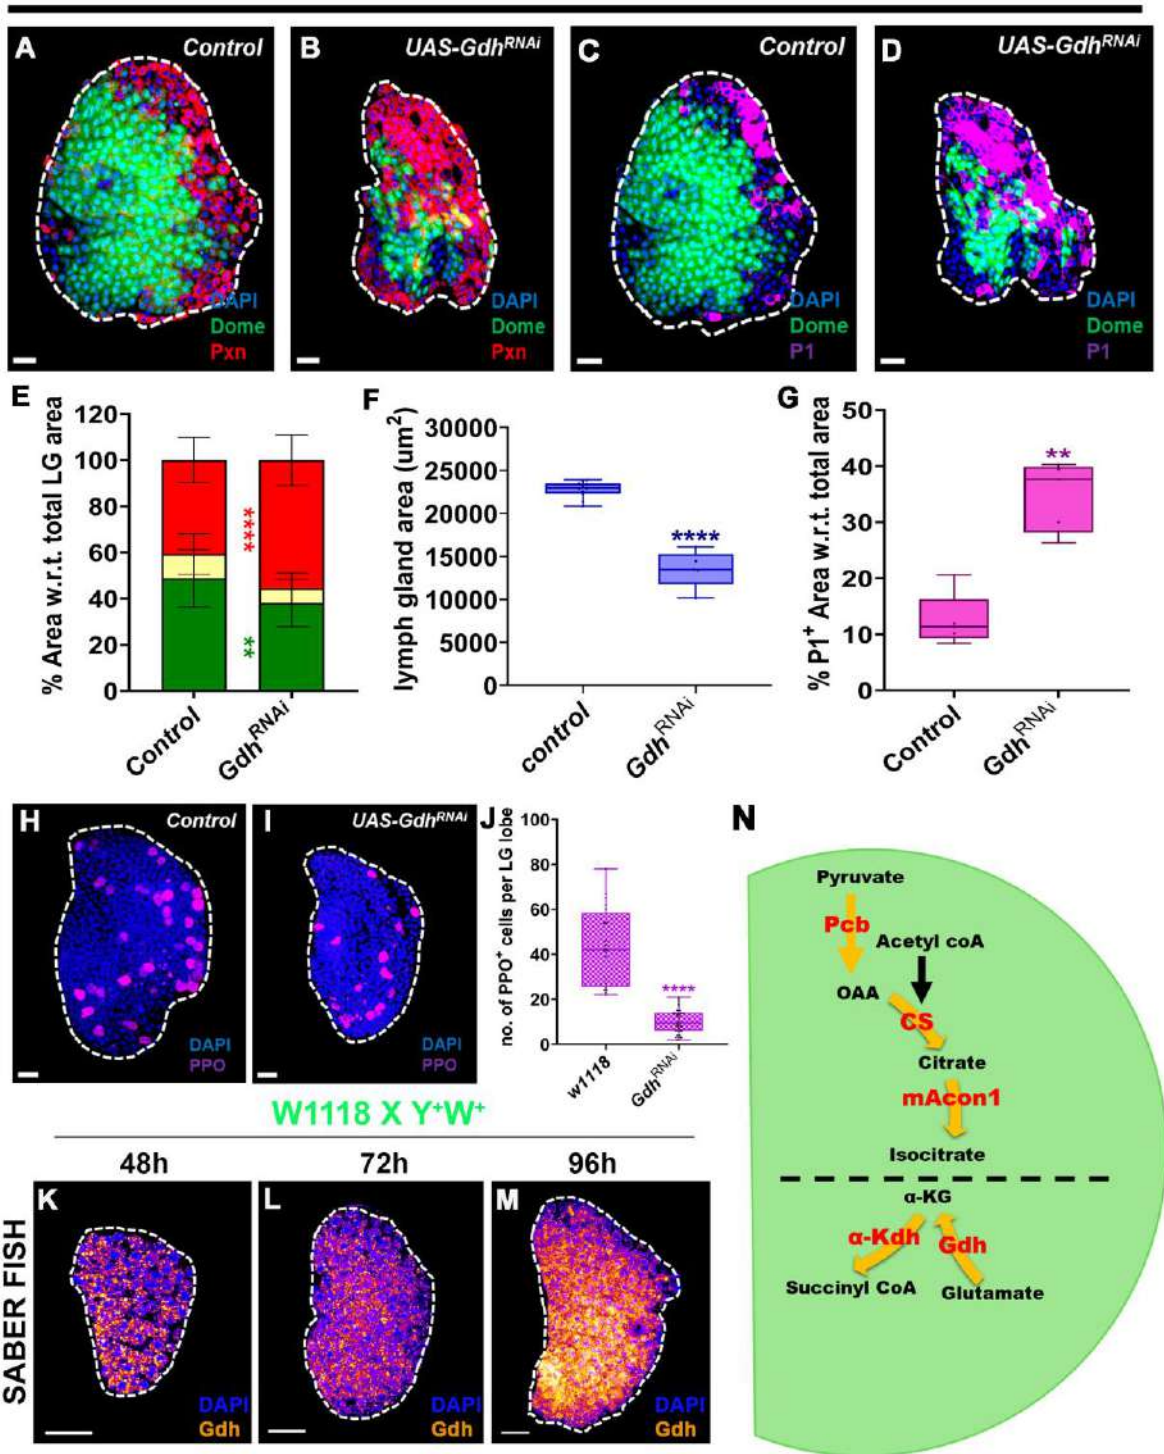 A Control
B UAS-Gdh^RNAi
C Control
D UAS-Gdh^RNAi
DAPI
Dome
Pxn
DAPI
Dome
Pxn
DAPI
Dome
P1
DAPI
Dome
P1
E
% Area w.r.t. total LG area
120
100
80
60
40
20
0
****
**
Control
Gdh^RNAi
F
lymph gland area (um²)
30000
25000
20000
15000
10000
5000
0
****
control
Gdh^RNAi
G
% P1⁺ Area w.r.t. total area
50
40
30
20
10
0
**
Control
Gdh^RNAi
H Control
DAPI
PPO
I UAS-Gdh^RNAi
DAPI
PPO
J
no. of PPO⁺ cells per LG lobe
100
80
60
40
20
0
****
w1118
Gdh^RNAi
N
Pyruvate
Pcb
Acetyl coA
OAA
CS
Citrate
mAcon1
Isocitrate
α-KG
α-Kdh
Gdh
Succinyl CoA
Glutamate
W1118 X Y⁺W⁺
48h
72h
96h
SABER FISH
K
DAPI
Gdh
L
DAPI
Gdh
M
DAPI
Gdh